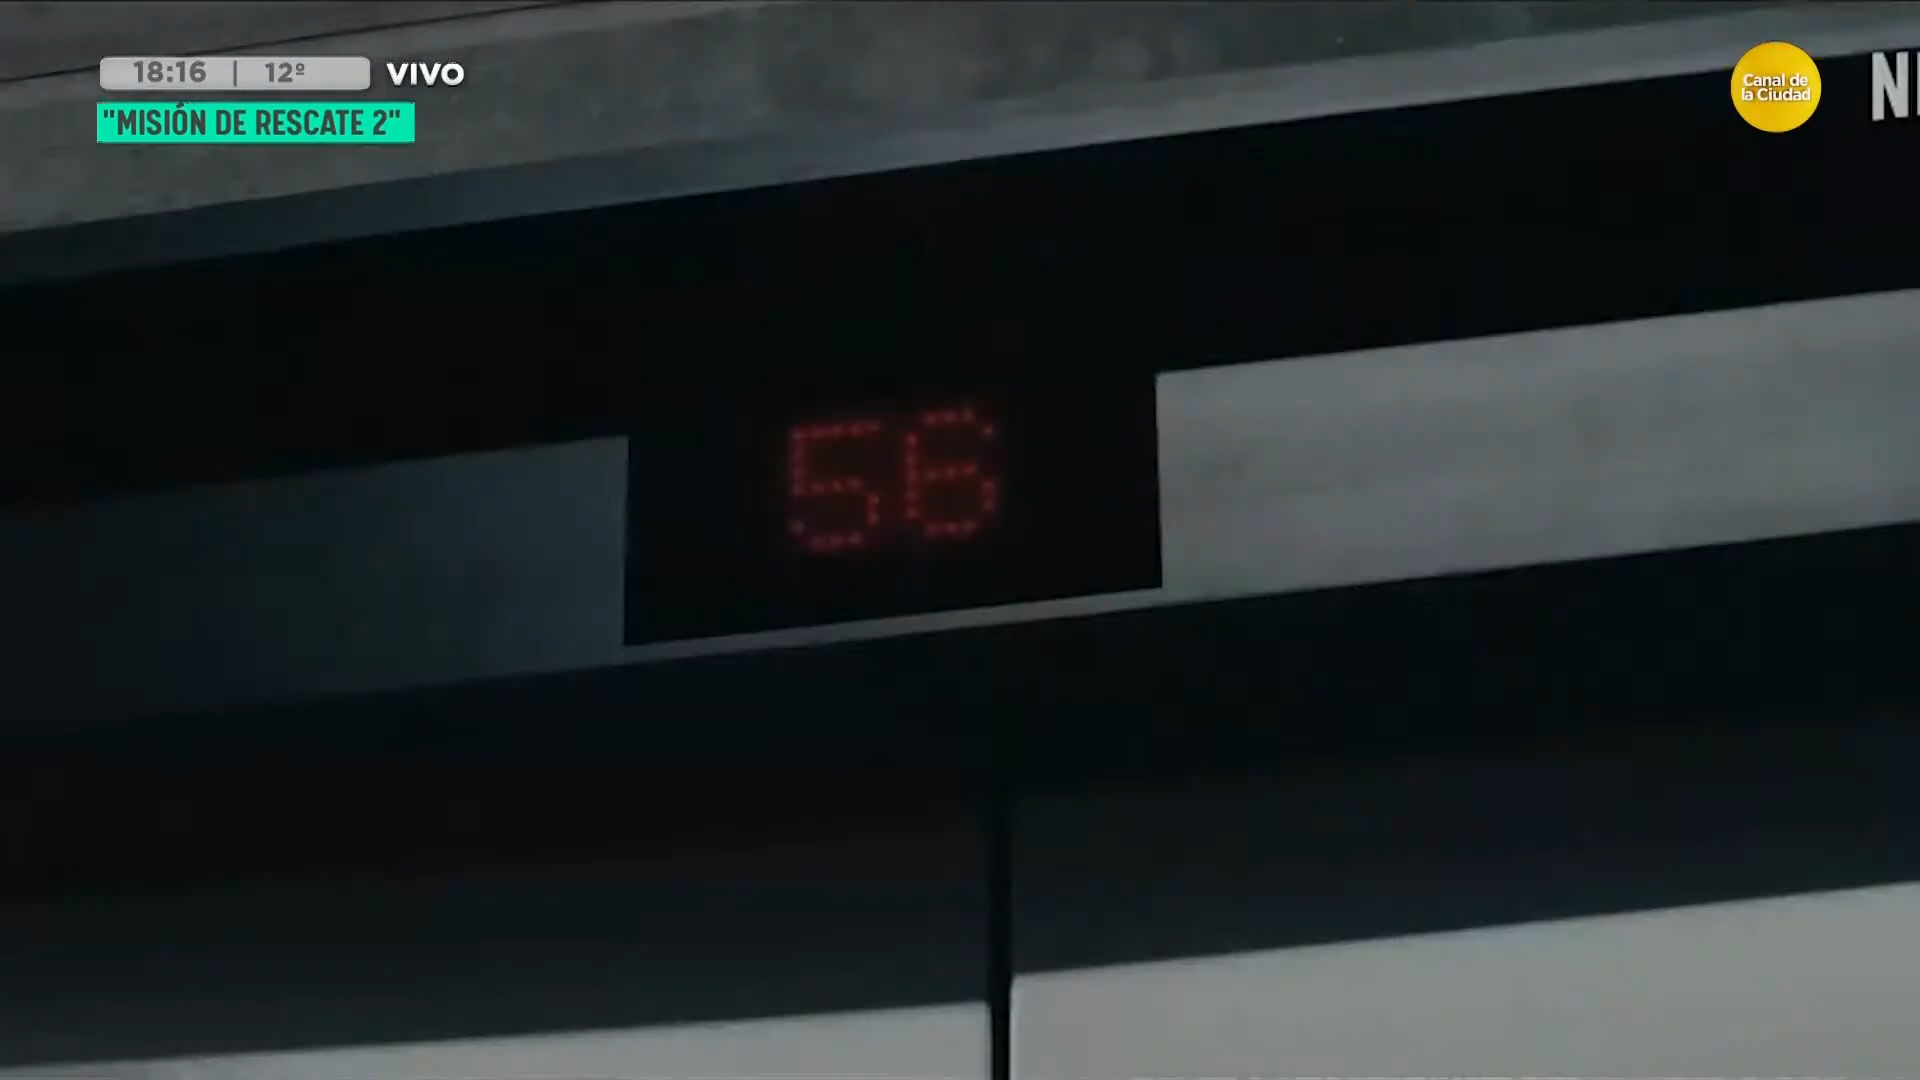 18:16 | 12º VIVO
"MISIÓN DE RESCATE 2"
Canal de
la Ciudad
56